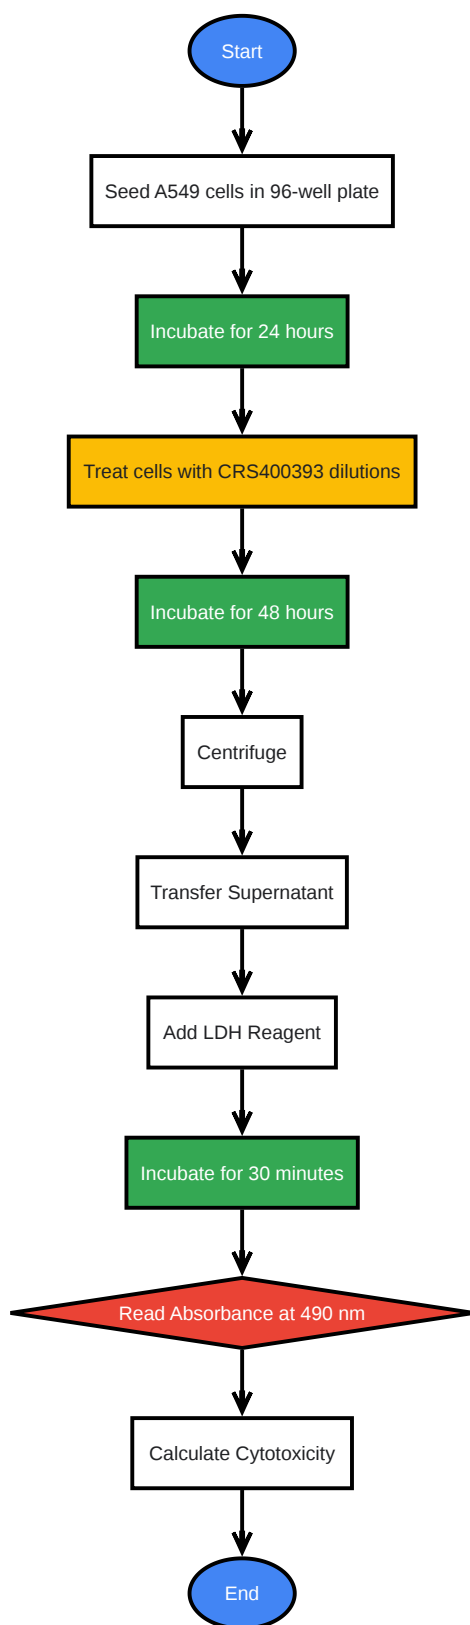 Start
Seed A549 cells in 96-well plate
Incubate for 24 hours
Treat cells with CRS400393 dilutions
Incubate for 48 hours
Centrifuge
Transfer Supernatant
Add LDH Reagent
Incubate for 30 minutes
Read Absorbance at 490 nm
Calculate Cytotoxicity
End